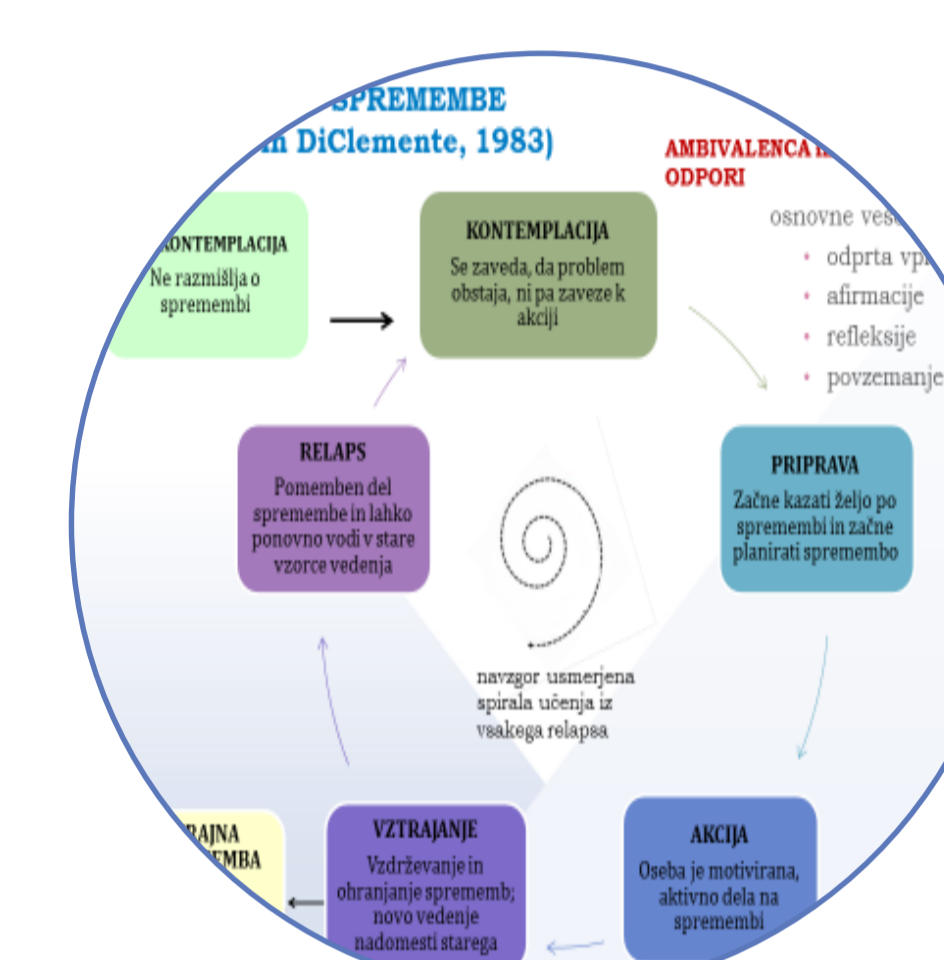 SPREMEMBE
DiClemente, 1983)
AMBIVALENCA
ODPORI
osnovne
odprta
afirmacije
refleksije
povzemanje
KONTEMPLACIJA
Ne razmišlja o
spremembi
KONTEMPLACIJA
Se zaveda, da problem
obstaja, ni pa zaveze k
akciji
RELAPS
Pomemben del
spremembe in lahko
ponovno vodi v stare
vzorce vedenja
PRIPRAVA
Začne kazati željo po
spremembi in začne
planirati spremembo
navzgor usmerjena
spirala učenja iz
vsakega relapsa
VZTRAJANJE
Vzdrževanje in
ohranjanje sprememb;
novo vedenje
nadomesti starega
AKCIJA
Oseba je motivirana,
aktivno dela na
spremembi